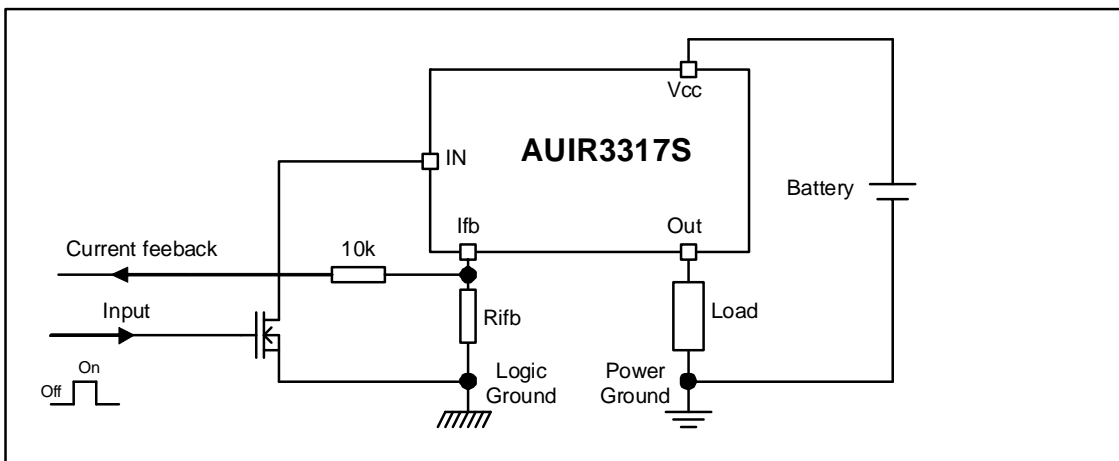 Vcc
AUIR3317S
IN
Battery
Ifb
Out
Current feeback
10k
Input
Rifb
Load
On
Off
Logic
Ground
Power
Ground